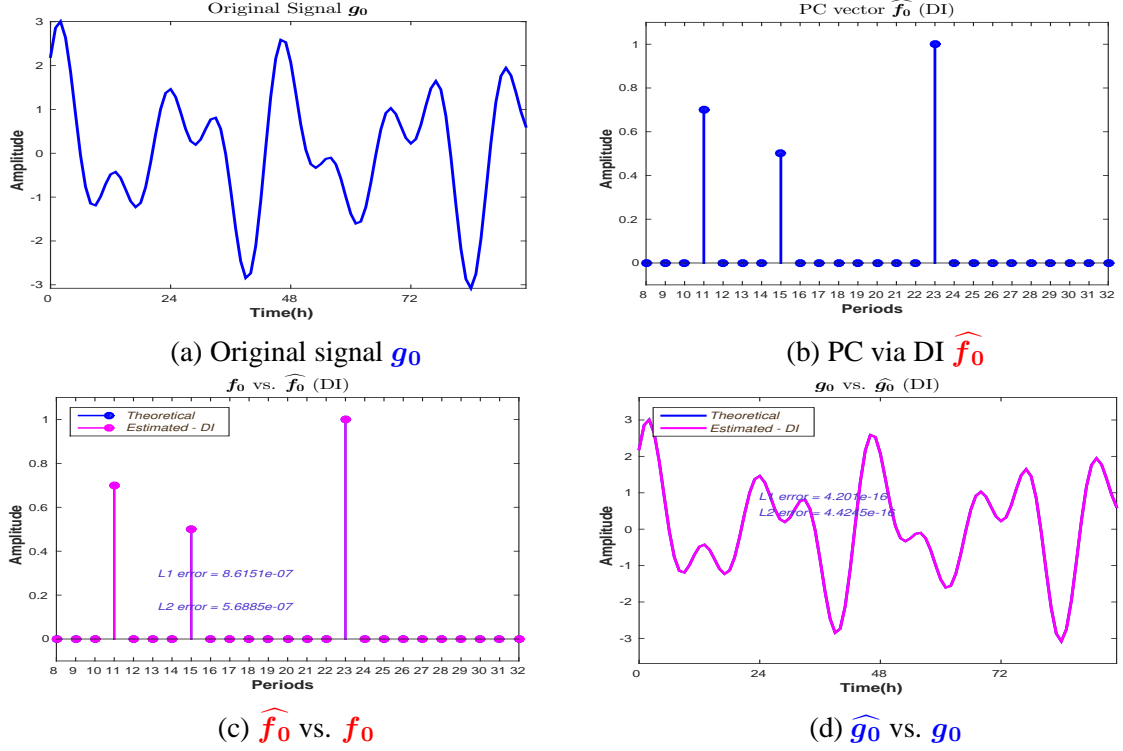 Original Signal g₀
Amplitude
3
2
1
0
-1
-2
-3
0 24 48 72
Time(h)
(a) Original signal g₀
PC vector f̂₀ (DI)
Amplitude
1
0.8
0.6
0.4
0.2
0
8 9 10 11 12 13 14 15 16 17 18 19 20 21 22 23 24 25 26 27 28 29 30 31 32
Periods
(b) PC via DI f̂₀
f₀ vs. f̂₀ (DI)
Theoretical
Estimated - DI
Amplitude
1
0.8
0.6
0.4
0.2
0
L1 error = 8.6151e-07
L2 error = 5.6885e-07
8 9 10 11 12 13 14 15 16 17 18 19 20 21 22 23 24 25 26 27 28 29 30 31 32
Periods
(c) f̂₀ vs. f₀
g₀ vs. ĝ₀ (DI)
Theoretical
Estimated - DI
Amplitude
3
2
1
0
-1
-2
-3
L1 error = 4.201e-16
L2 error = 4.4245e-16
0 24 48 72
Time(h)
(d) ĝ₀ vs. g₀